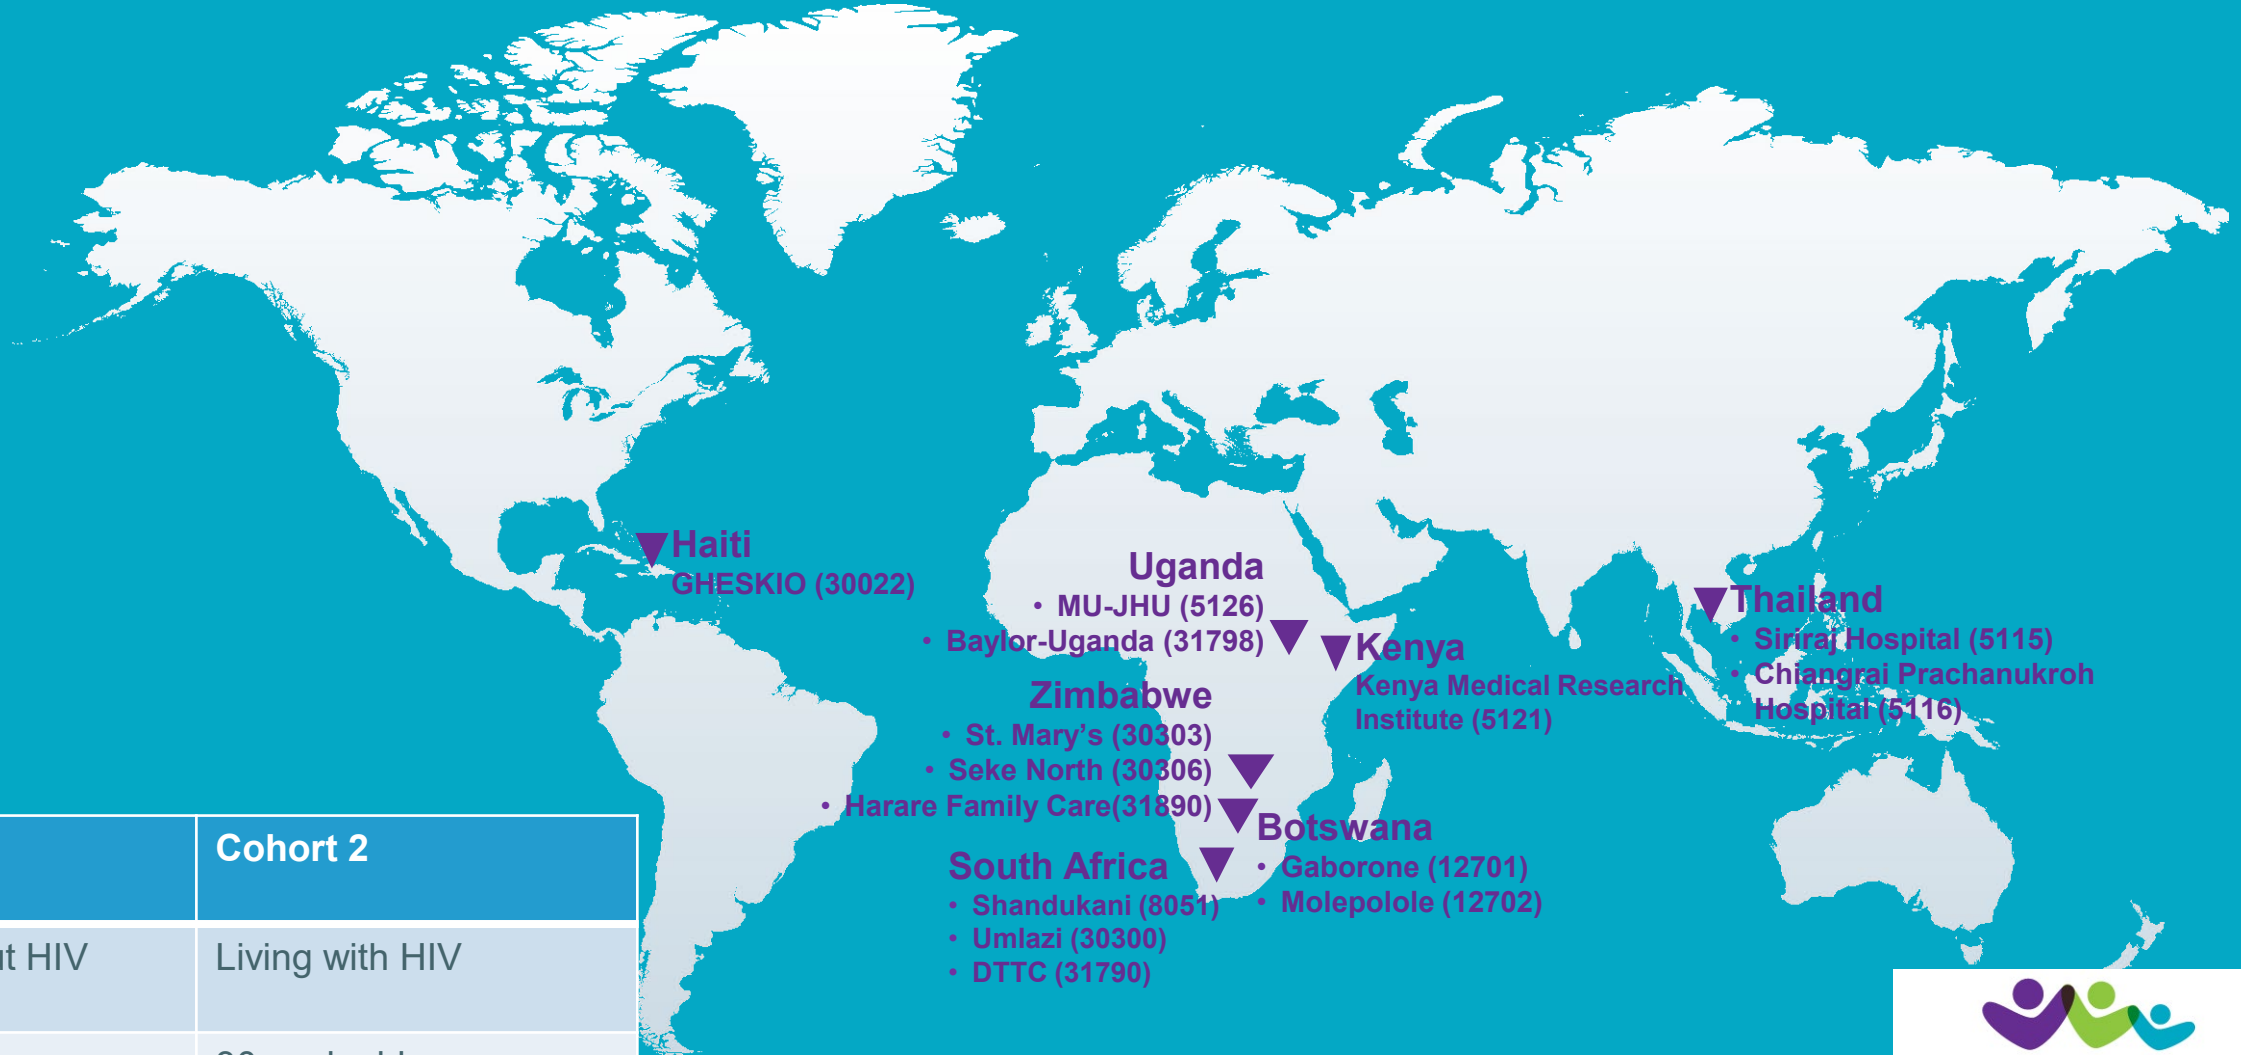 Haiti
GHESKIO (30022)
Uganda
• MU-JHU (5126)
• Baylor-Uganda (31798)
Kenya
Kenya Medical Research
Institute (5121)
Thailand
• Siriraj Hospital (5115)
• Chiangrai Prachanukroh
Hospital (5116)
Zimbabwe
• St. Mary’s (30303)
• Seke North (30306)
• Harare Family Care(31890)
Botswana
• Gaborone (12701)
• Molepolole (12702)
South Africa
• Shandukani (8051)
• Umlazi (30300)
• DTTC (31790)
Cohort 2
HIV
Living with HIV